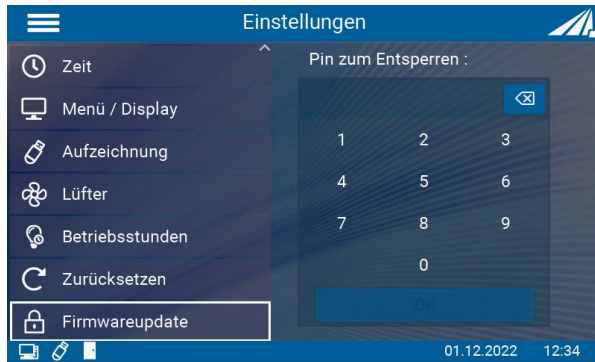 Einstellungen
Zeit
Menü / Display
Aufzeichnung
Lüfter
Betriebsstunden
Zurücksetzen
Firmwareupdate
Pin zum Entsperren :
1 2 3
4 5 6
7 8 9
0
OK
01.12.2022 12:34